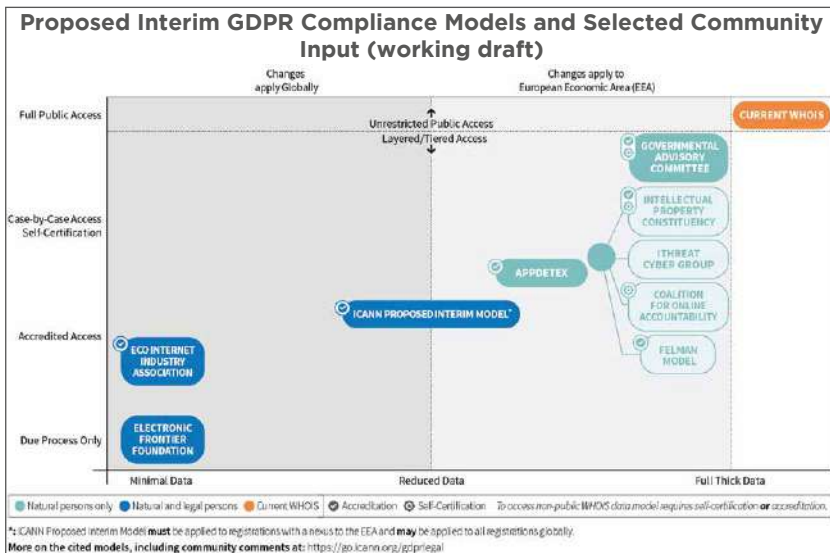 Proposed Interim GDPR Compliance Models and Selected Community
Input (working draft)
Changes
apply Globally
Changes apply to
European Economic Area (EEA)
Full Public Access
Unrestricted Public Access
Layered/Tiered Access
CURRENT WHOIS
GOVERNMENTAL
ADVISORY
COMMITTEE
INTELLECTUAL
PROPERTY
CONSTITUENCY
Case-by-Case Access
Self-Certification
ITHREAT
CYBER GROUP
APPDETEX
COALITION
FOR ONLINE
ACCOUNTABILITY
ICANN PROPOSED INTERIM MODEL*
Accredited Access
ECO INTERNET
INDUSTRY
ASSOCIATION
FELMAN
MODEL
ELECTRONIC
FRONTIER
FOUNDATION
Due Process Only
Minimal Data
Reduced Data
Full Thick Data
Natural persons only
Natural and legal persons
Current WHOIS
Accreditation
Self-Certification
To access non-public WHOIS data model requires self-certification or accreditation.
*: ICANN Proposed Interim Model must be applied to registrations with a nexus to the EEA and may be applied to all registrations globally.
More on the cited models, including community comments at: https://go.icann.org/gdprlegal